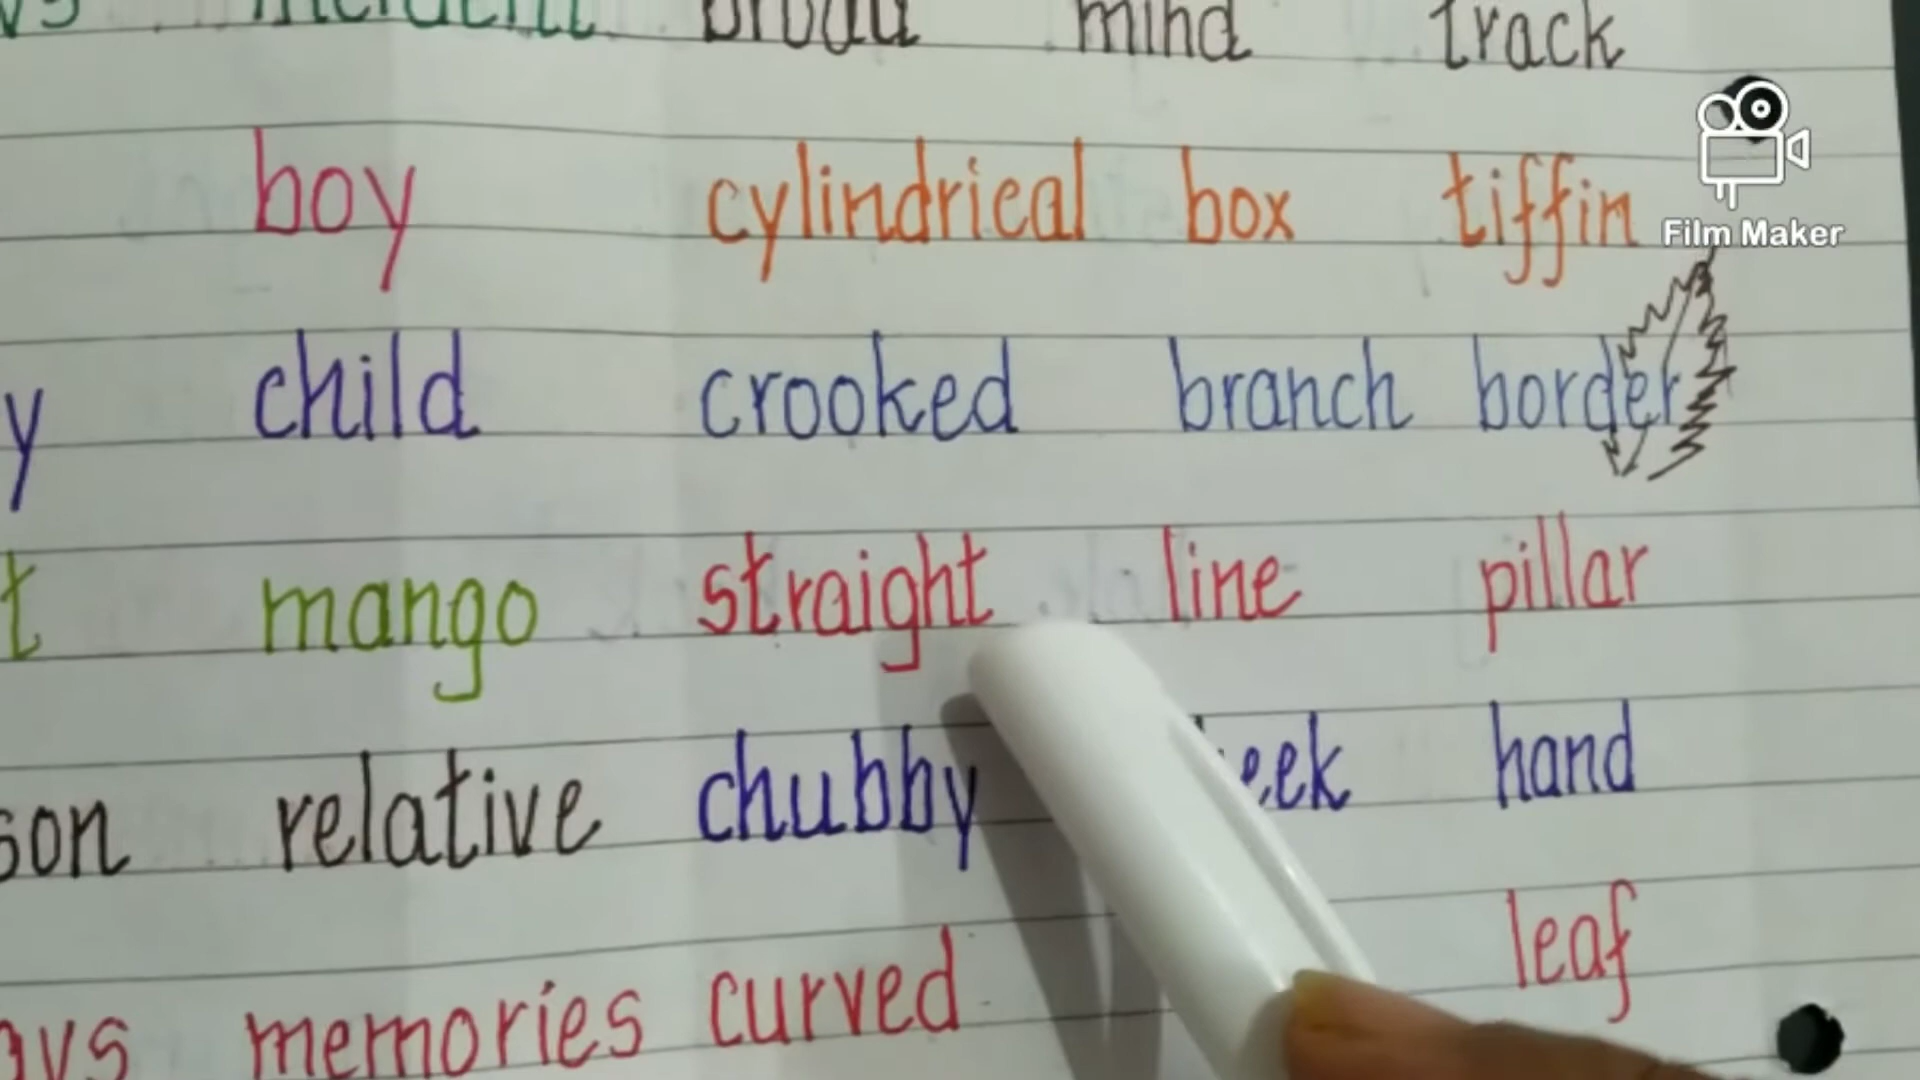 broad mind track
boy cylindrical box tiffin
Film Maker
child crooked branch border
mango straight line pillar
relative chubby hand
memories curved leaf